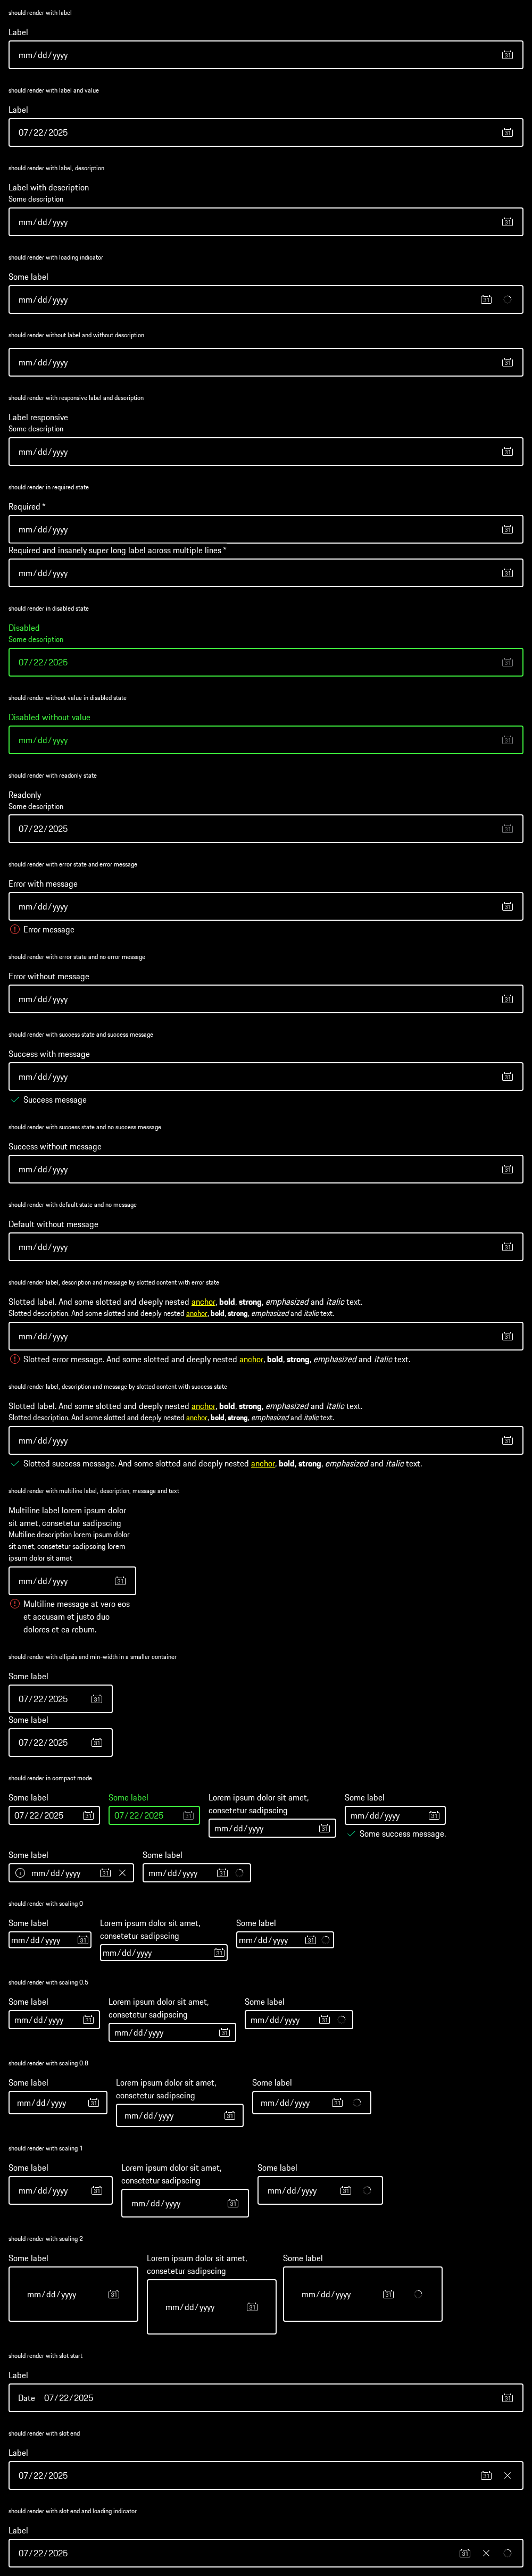 should render with label
Label
mm/dd/yyyy
should render with label and value
Label
07/22/2025
should render with label, description
Label with description
Some description
mm/dd/yyyy
should render with loading indicator
Some label
mm/dd/yyyy
should render without label and without description
mm/dd/yyyy
should render with responsive label and description
Label responsive
Some description
mm/dd/yyyy
should render in required state
Required *
mm/dd/yyyy
Required and insanely super long label across multiple lines *
mm/dd/yyyy
should render in disabled state
Disabled
Some description
07/22/2025
should render without value in disabled state
Disabled without value
mm/dd/yyyy
should render with readonly state
Readonly
Some description
07/22/2025
should render with error state and error message
Error with message
mm/dd/yyyy
Error message
should render with error state and no error message
Error without message
mm/dd/yyyy
should render with success state and success message
Success with message
mm/dd/yyyy
Success message
should render with success state and no success message
Success without message
mm/dd/yyyy
should render with default state and no message
Default without message
mm/dd/yyyy
should render label, description and message by slotted content with error state
Slotted label. And some slotted and deeply nested anchor, bold, strong, emphasized and italic text.
Slotted description. And some slotted and deeply nested anchor, bold, strong, emphasized and italic text.
mm/dd/yyyy
Slotted error message. And some slotted and deeply nested anchor, bold, strong, emphasized and italic text.
should render label, description and message by slotted content with success state
Slotted label. And some slotted and deeply nested anchor, bold, strong, emphasized and italic text.
Slotted description. And some slotted and deeply nested anchor, bold, strong, emphasized and italic text.
mm/dd/yyyy
Slotted success message. And some slotted and deeply nested anchor, bold, strong, emphasized and italic text.
should render with multiline label, description, message and text
Multiline label lorem ipsum dolor
sit amet, consetetur sadipscing
Multiline description lorem ipsum dolor
sit amet, consetetur sadipscing lorem
ipsum dolor sit amet
mm/dd/yyyy
Multiline message at vero eos
et accusam et justo duo
dolores et ea rebum.
should render with ellipsis and min-width in a smaller container
Some label
07/22/2025
Some label
07/22/2025
should render in compact mode
Some label Some label Lorem ipsum dolor sit amet, Some label
consetetur sadipscing
07/22/2025 07/22/2025 mm/dd/yyyy mm/dd/yyyy
Some success message.
Some label Some label
mm/dd/yyyy mm/dd/yyyy
should render with scaling 0
Some label Lorem ipsum dolor sit amet, Some label
consetetur sadipscing
mm/dd/yyyy mm/dd/yyyy mm/dd/yyyy
should render with scaling 0.5
Some label Lorem ipsum dolor sit amet, Some label
consetetur sadipscing
mm/dd/yyyy mm/dd/yyyy mm/dd/yyyy
should render with scaling 0.8
Some label Lorem ipsum dolor sit amet, Some label
consetetur sadipscing
mm/dd/yyyy mm/dd/yyyy mm/dd/yyyy
should render with scaling 1
Some label Lorem ipsum dolor sit amet, Some label
consetetur sadipscing
mm/dd/yyyy mm/dd/yyyy mm/dd/yyyy
should render with scaling 2
Some label Lorem ipsum dolor sit amet, Some label
consetetur sadipscing
mm/dd/yyyy mm/dd/yyyy mm/dd/yyyy
should render with slot start
Label
Date 07/22/2025
should render with slot end
Label
07/22/2025
should render with slot end and loading indicator
Label
07/22/2025